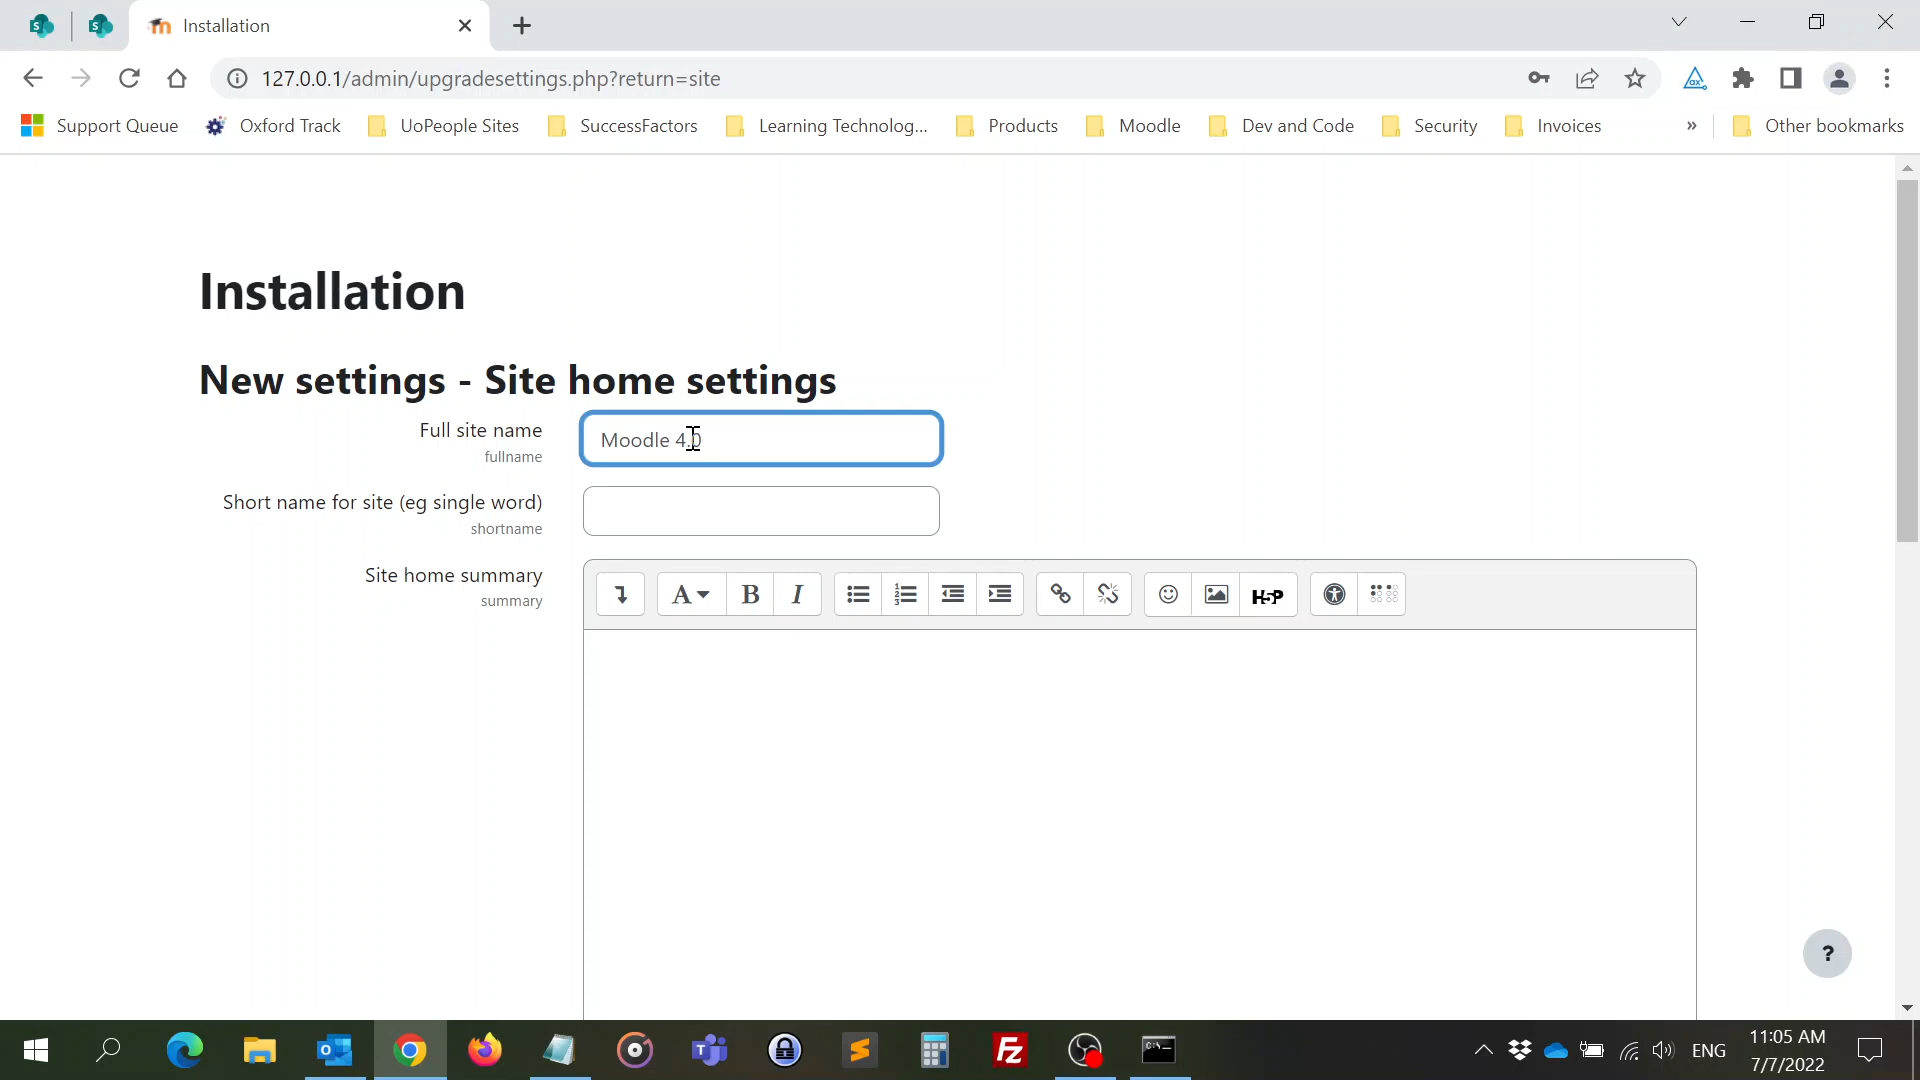 Installation
127.0.0.1/admin/upgradesettings.php?return=site
Support Queue
Oxford Track
UoPeople Sites
SuccessFactors
Learning Technolog...
Products
Moodle
Dev and Code
Security
Invoices
»
Other bookmarks
Installation
New settings - Site home settings
Full site name
fullname
Moodle 4.0
Short name for site (eg single word)
shortname
Site home summary
summary
A
B
I
H5P
?
ENG
11:05 AM
7/7/2022